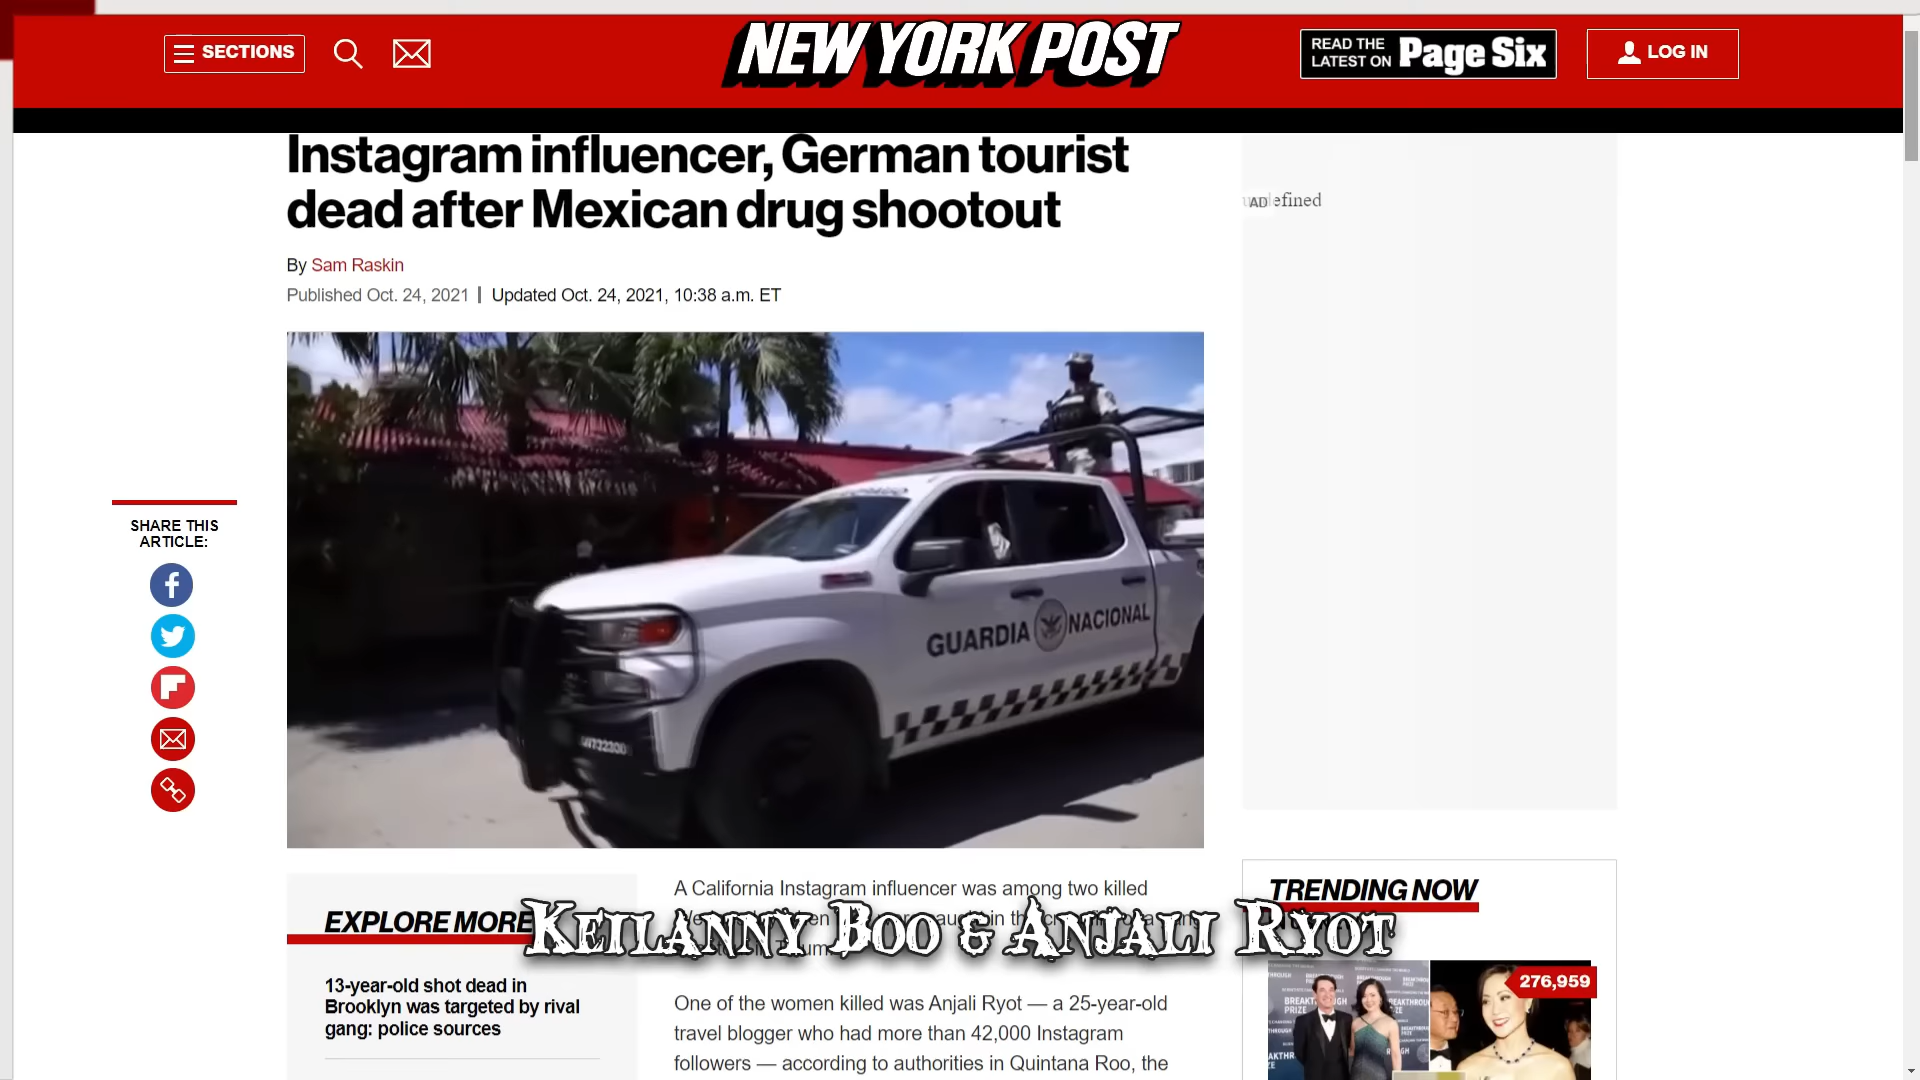 SECTIONS
NEW YORK POST
READ THE
LATEST ON
Page Six
LOG IN
Instagram influencer, German tourist
dead after Mexican drug shootout
By Sam Raskin
Published Oct. 24, 2021 | Updated Oct. 24, 2021, 10:38 a.m. ET
AD
efined
GUARDIA NACIONAL
SHARE THIS
ARTICLE:
EXPLORE MORE
13-year-old shot dead in
Brooklyn was targeted by rival
gang: police sources
A California Instagram influencer was among two killed
Keilanny Boo & Anjali Ryot
One of the women killed was Anjali Ryot — a 25-year-old
travel blogger who had more than 42,000 Instagram
followers — according to authorities in Quintana Roo, the
TRENDING NOW
276,959
BREAKTHROUGH
PRIZE